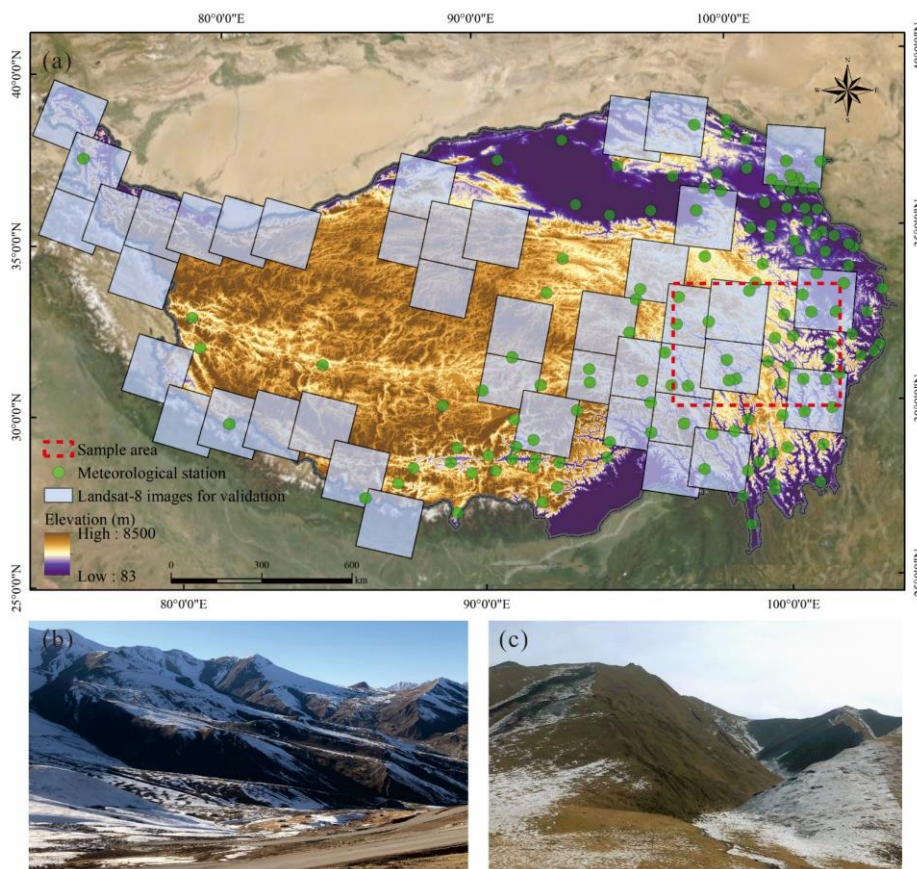 80°0'0"E 90°0'0"E 100°0'0"E
(a)
N
W E
S
40°0'0"N
35°0'0"N
30°0'0"N
25°0'0"N
Sample area
Meteorological station
Landsat-8 images for validation
Elevation (m)
High : 8500
Low : 83
0 300 600
km
80°0'0"E 90°0'0"E 100°0'0"E
(b) (c)